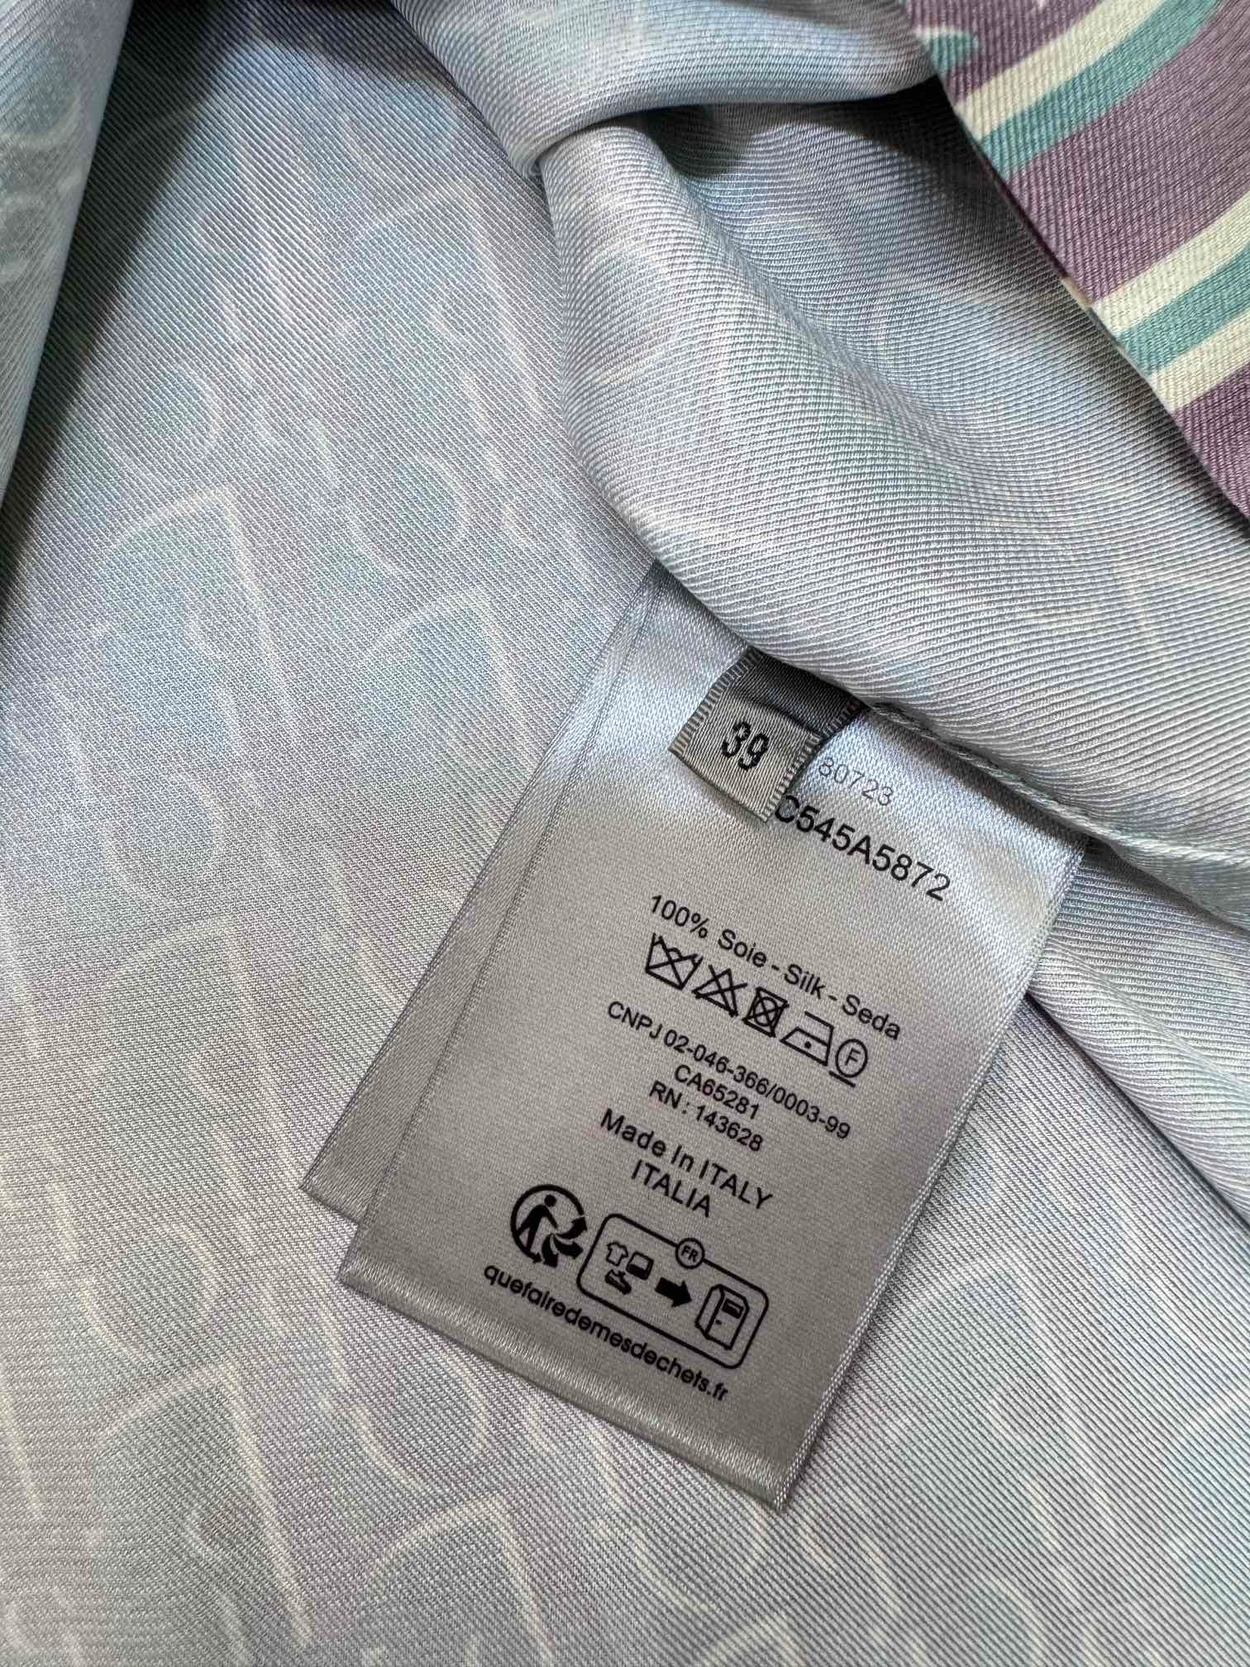 39
80723
C545A5872
100% Soie - Silk - Seda
F
CNPJ 02-046-366/0003-99
CA65281
RN : 143628
Made In ITALY
ITALIA
FR
quefairedemesdechets.fr